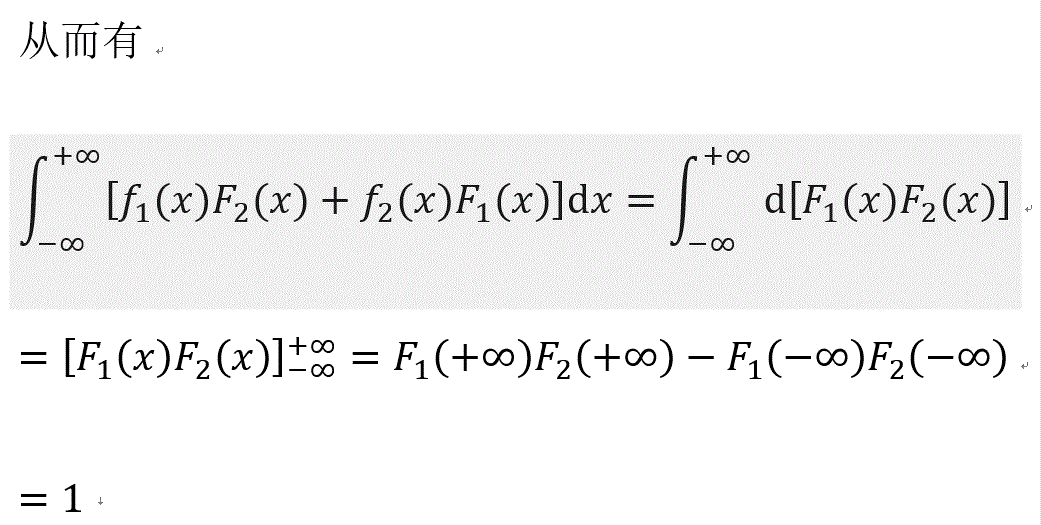 从而有
∫_{−∞}^{+∞} [f₁(x)F₂(x) + f₂(x)F₁(x)]dx = ∫_{−∞}^{+∞} d[F₁(x)F₂(x)]
= [F₁(x)F₂(x)]_{−∞}^{+∞} = F₁(+∞)F₂(+∞) − F₁(−∞)F₂(−∞)
= 1